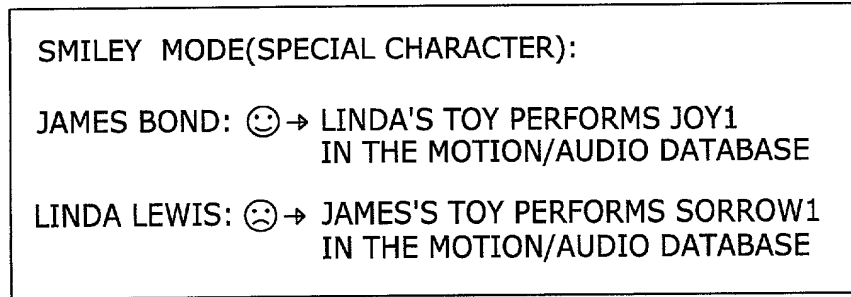 SMILEY MODE(SPECIAL CHARACTER):
JAMES BOND: ☺→ LINDA'S TOY PERFORMS JOY1
IN THE MOTION/AUDIO DATABASE
LINDA LEWIS: ☹→ JAMES'S TOY PERFORMS SORROW1
IN THE MOTION/AUDIO DATABASE